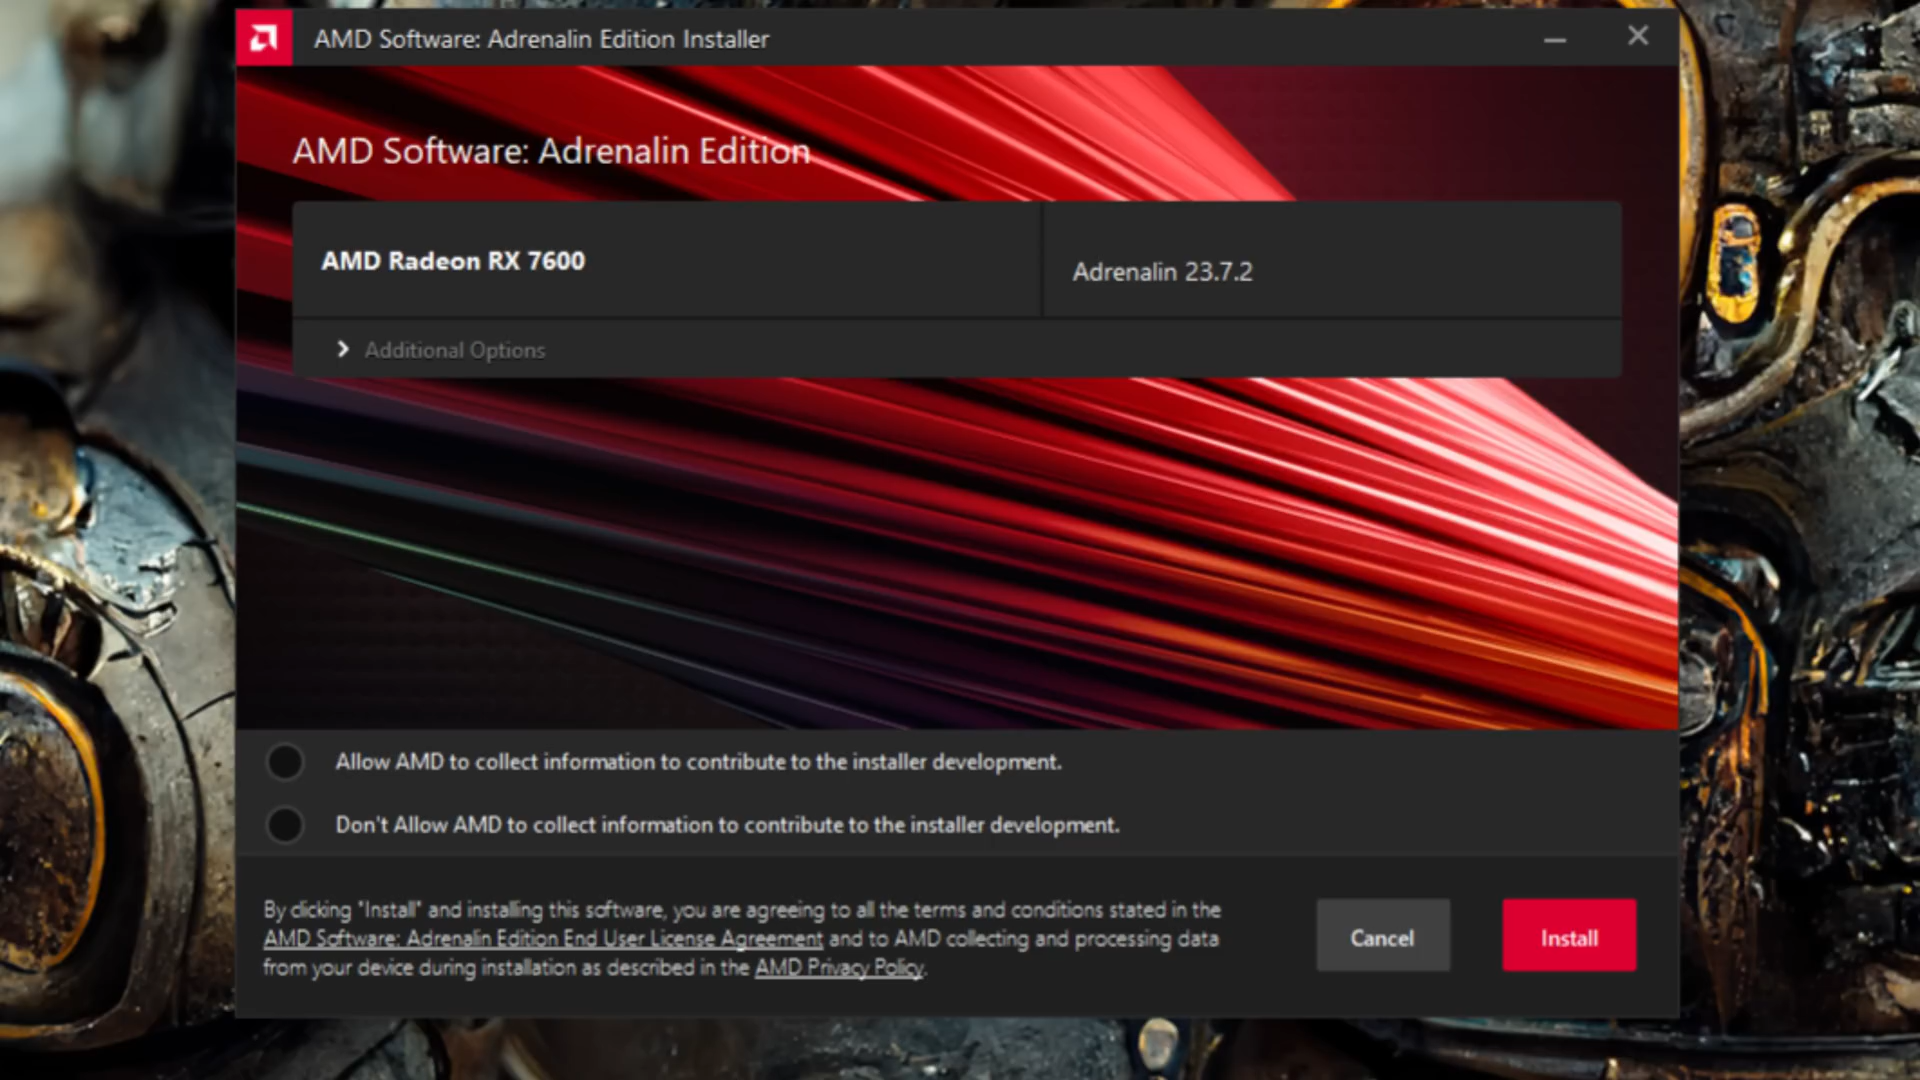 AMD Software: Adrenalin Edition Installer
AMD Software: Adrenalin Edition
AMD Radeon RX 7600
Adrenalin 23.7.2
Additional Options
Allow AMD to collect information to contribute to the installer development.
Don't Allow AMD to collect information to contribute to the installer development.
By clicking "Install" and installing this software, you are agreeing to all the terms and conditions stated in the
AMD Software: Adrenalin Edition End User License Agreement and to AMD collecting and processing data
from your device during installation as described in the AMD Privacy Policy.
Cancel
Install